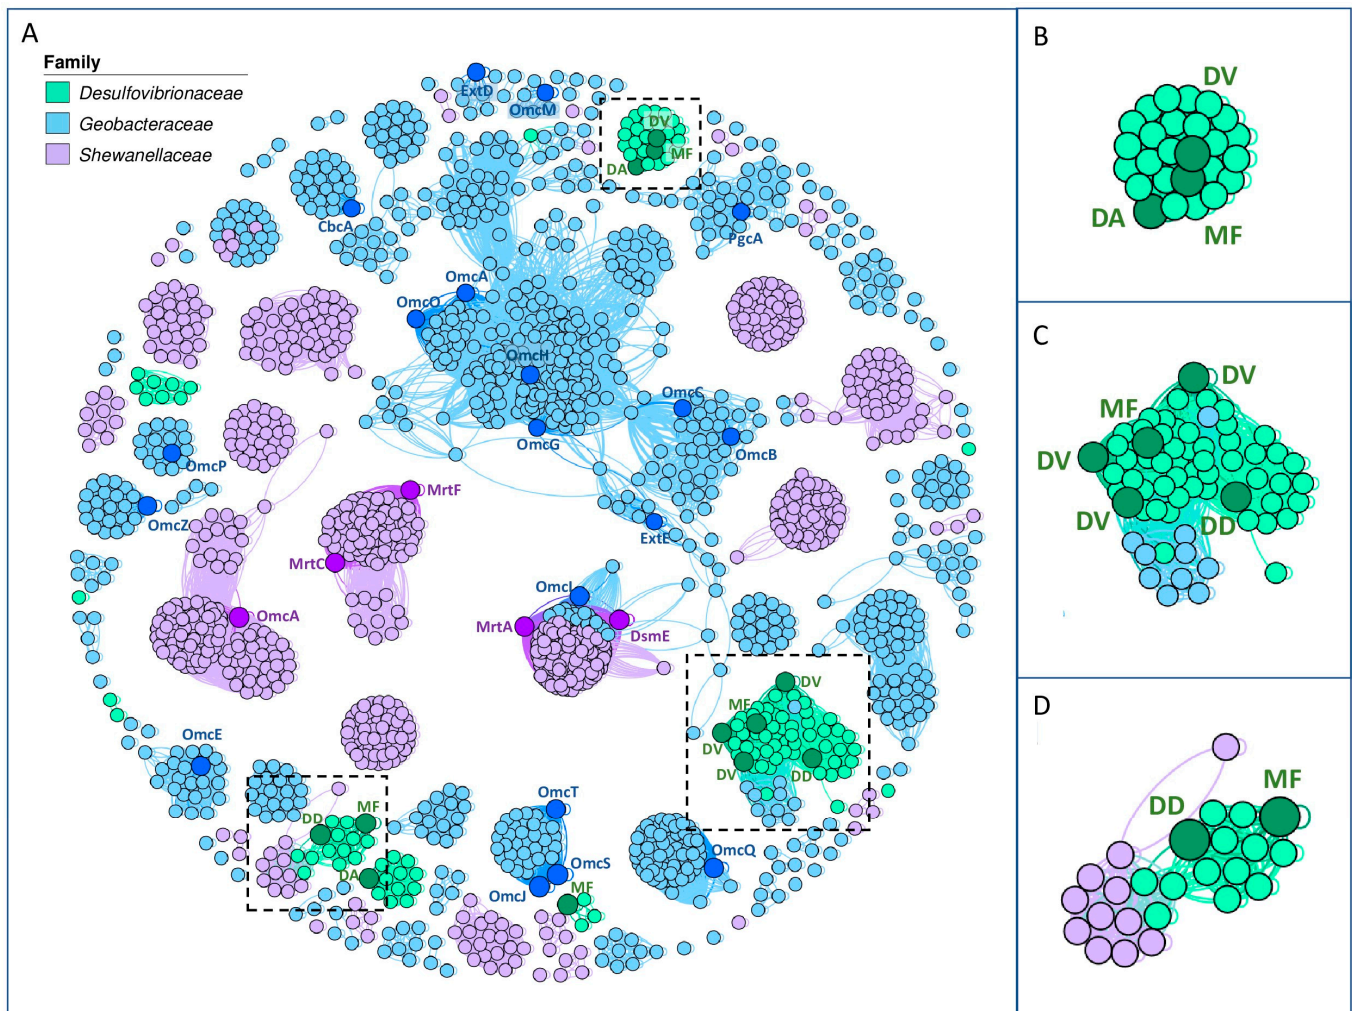 A
Family
Desulfovibrionaceae
Geobacteraceae
Shewanellaceae
ExtD
OmcM
DV
MF
DA
CbcA
PgcA
OmcA
OmcO
OmcH
OmcC
OmcG
OmcB
OmcP
OmcZ
MrtF
ExtE
MrtC
OmcL
OmcA
MrtA
DsmE
DV
MF
DV
DV
DD
OmcE
OmcT
MF
DD
DA
OmcQ
OmcS
OmcJ
MF
B
DV
DA
MF
C
DV
MF
DV
DV
DD
D
MF
DD